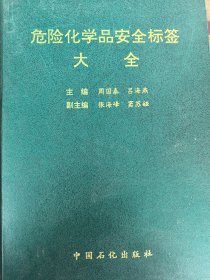 危险化学品安全标签
大全
主编 周国泰 吕海燕
副主编 张海峰 
中国石化出版社